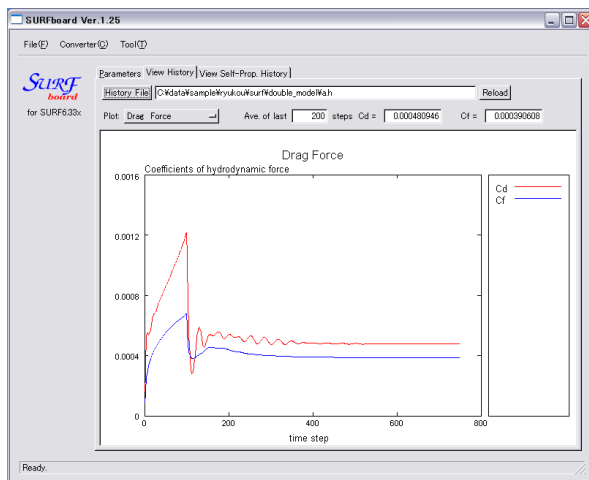 SURFboard Ver.1.25
File(F) Converter(C) Tool(T)
SURF
board
for SURF6.33x
Parameters View History View Self-Prop. History
History File C:¥data¥sample¥ryukou¥surf¥double_model¥a.h Reload
Plot: Drag Force Ave. of last 200 steps Cd = 0.000480946 Cf = 0.000390608
Drag Force
Coefficients of hydrodynamic force
0.0016
0.0012
0.0008
0.0004
0
0 200 400 600 800
time step
Cd
Cf
Ready.